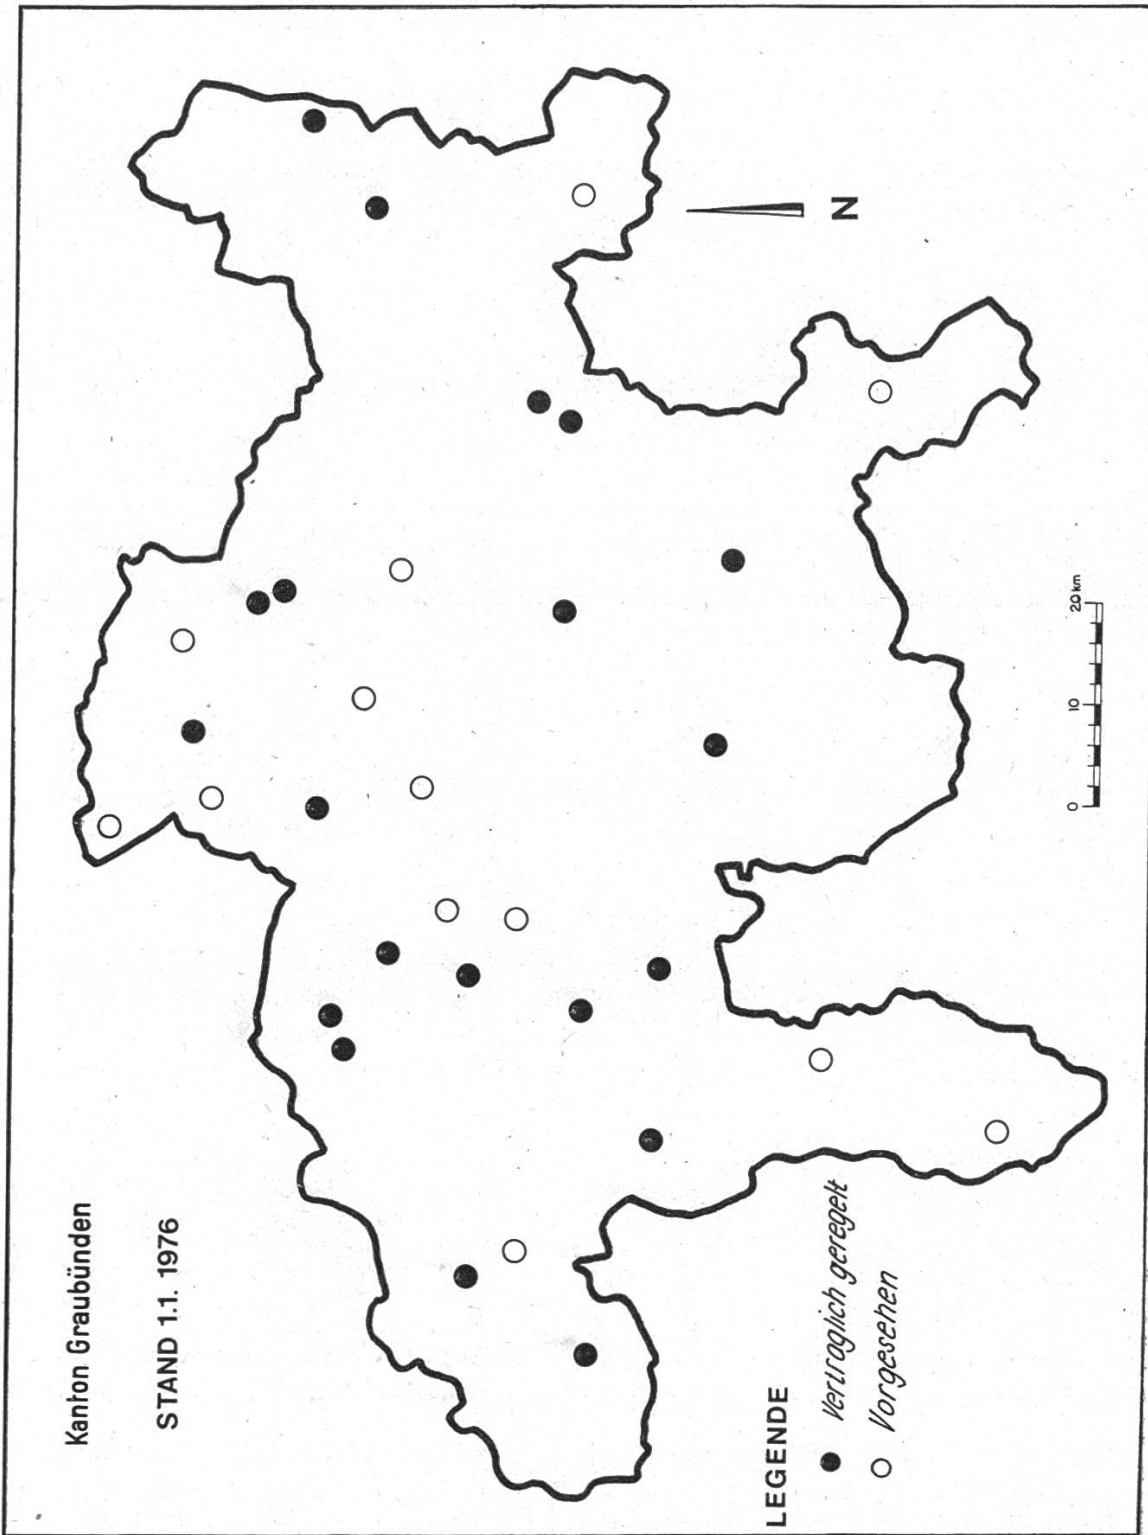 Kanton Graubünden
STAND 1.1. 1976
N
0 10 20 km
LEGENDE
Vertraglich geregelt
Vorgesehen